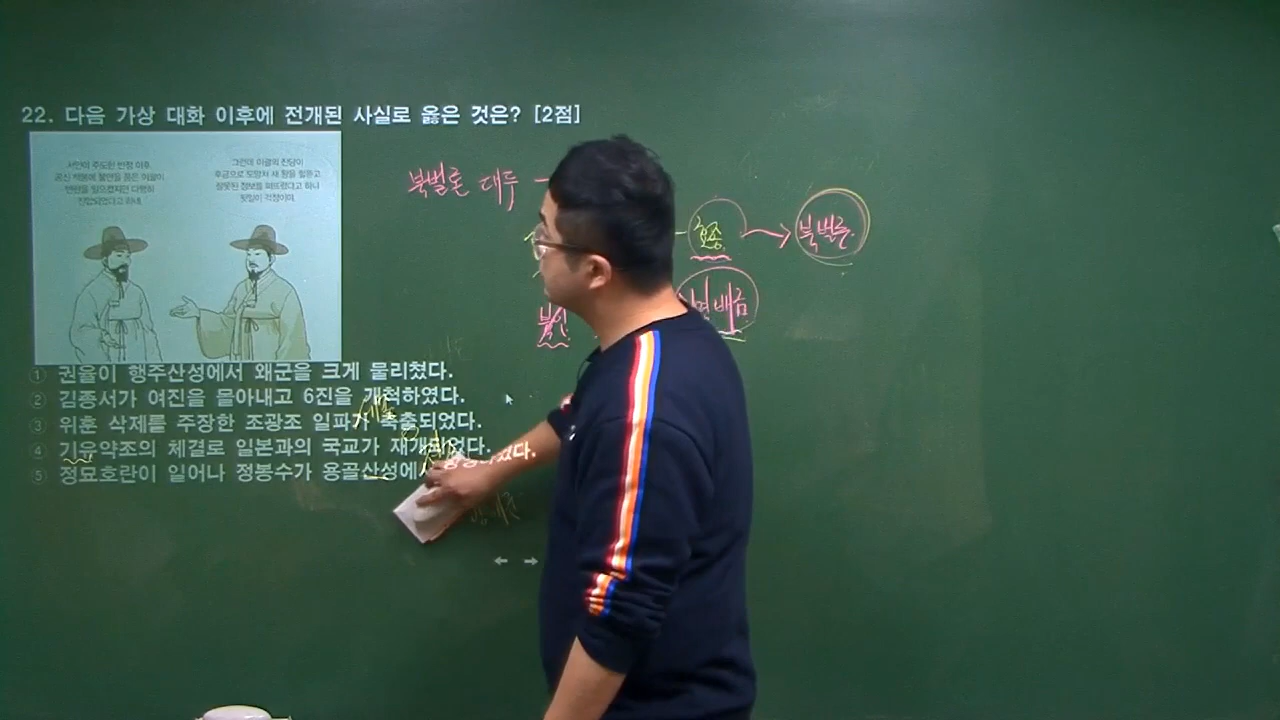 22. 다음 가상 대화 이후에 전개된 사실로 옳은 것은? [2점]
서인이 주도한 반정 이후,
공신 책봉에 불만을 품은 이괄이
반란을 일으켰지만 다행히
진압되었다고 하네.
그런데 이괄의 잔당이
후금으로 도망쳐 새 왕을 헐뜯고
잘못된 정보를 퍼뜨렸다고 하니
뒷일이 걱정이네.
① 권율이 행주산성에서 왜군을 크게 물리쳤다.
② 김종서가 여진을 몰아내고 6진을 개척하였다.
③ 위훈 삭제를 주장한 조광조 일파가 축출되었다.
④ 기유약조의 체결로 일본과의 국교가 재개되었다.
⑤ 정묘호란이 일어나 정봉수가 용골산성에서
북벌론 대두
효종
북벌론
북인
배금
세종